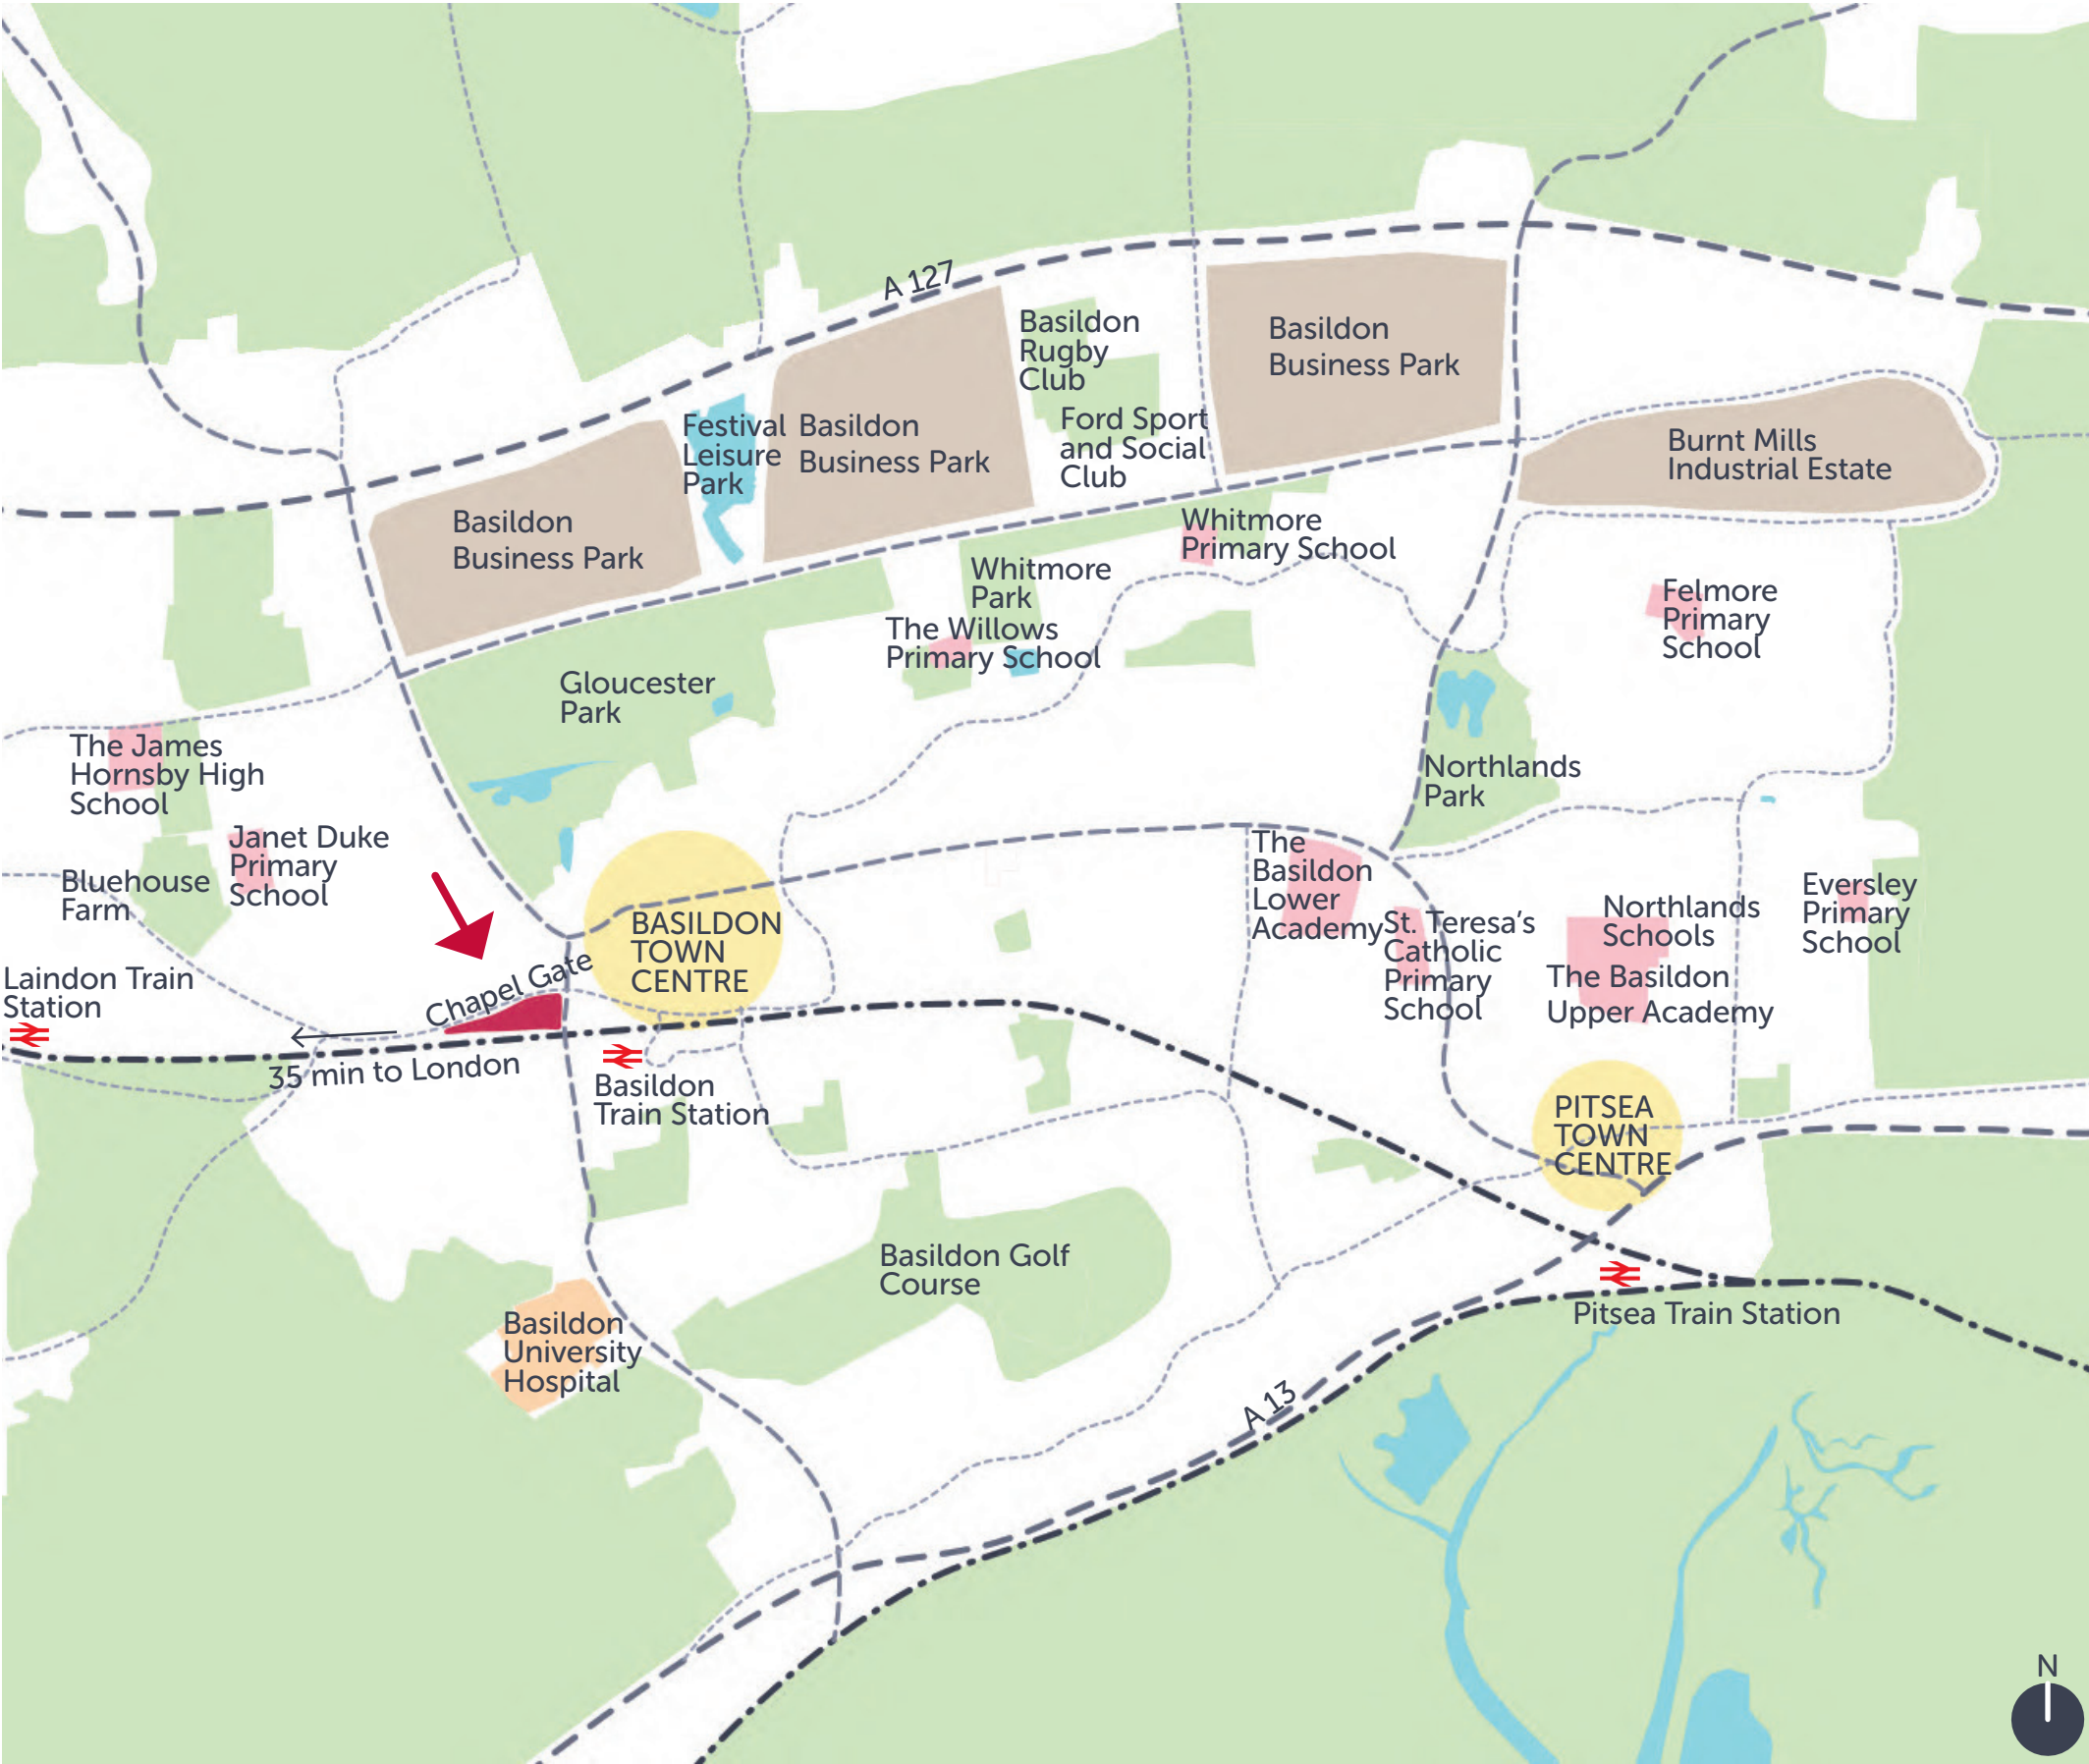 A 127
Basildon
Rugby
Club
Basildon
Business Park
Festival
Leisure
Park
Basildon
Business Park
Ford Sport
and Social
Club
Burnt Mills
Industrial Estate
Basildon
Business Park
Whitmore
Primary School
Whitmore
Park
The Willows
Primary School
Felmore
Primary
School
Gloucester
Park
The James
Hornsby High
School
Northlands
Park
Janet Duke
Primary
School
Bluehouse
Farm
The
Basildon
Lower
Academy
St. Teresa's
Catholic
Primary
School
Northlands
Schools
The Basildon
Upper Academy
Eversley
Primary
School
BASILDON
TOWN
CENTRE
Laindon Train
Station
Chapel Gate
35 min to London
Basildon
Train Station
PITSEA
TOWN
CENTRE
Basildon Golf
Course
Pitsea Train Station
Basildon
University
Hospital
A 13
N